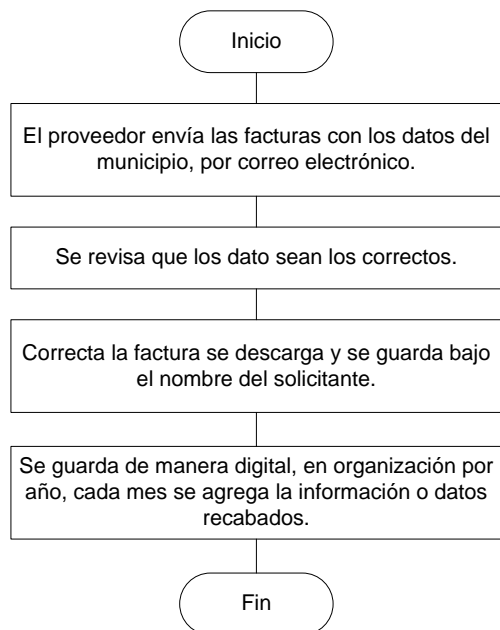 Inicio
El proveedor envía las facturas con los datos del
municipio, por correo electrónico.
Se revisa que los dato sean los correctos.
Correcta la factura se descarga y se guarda bajo
el nombre del solicitante.
Se guarda de manera digital, en organización por
año, cada mes se agrega la información o datos
recabados.
Fin